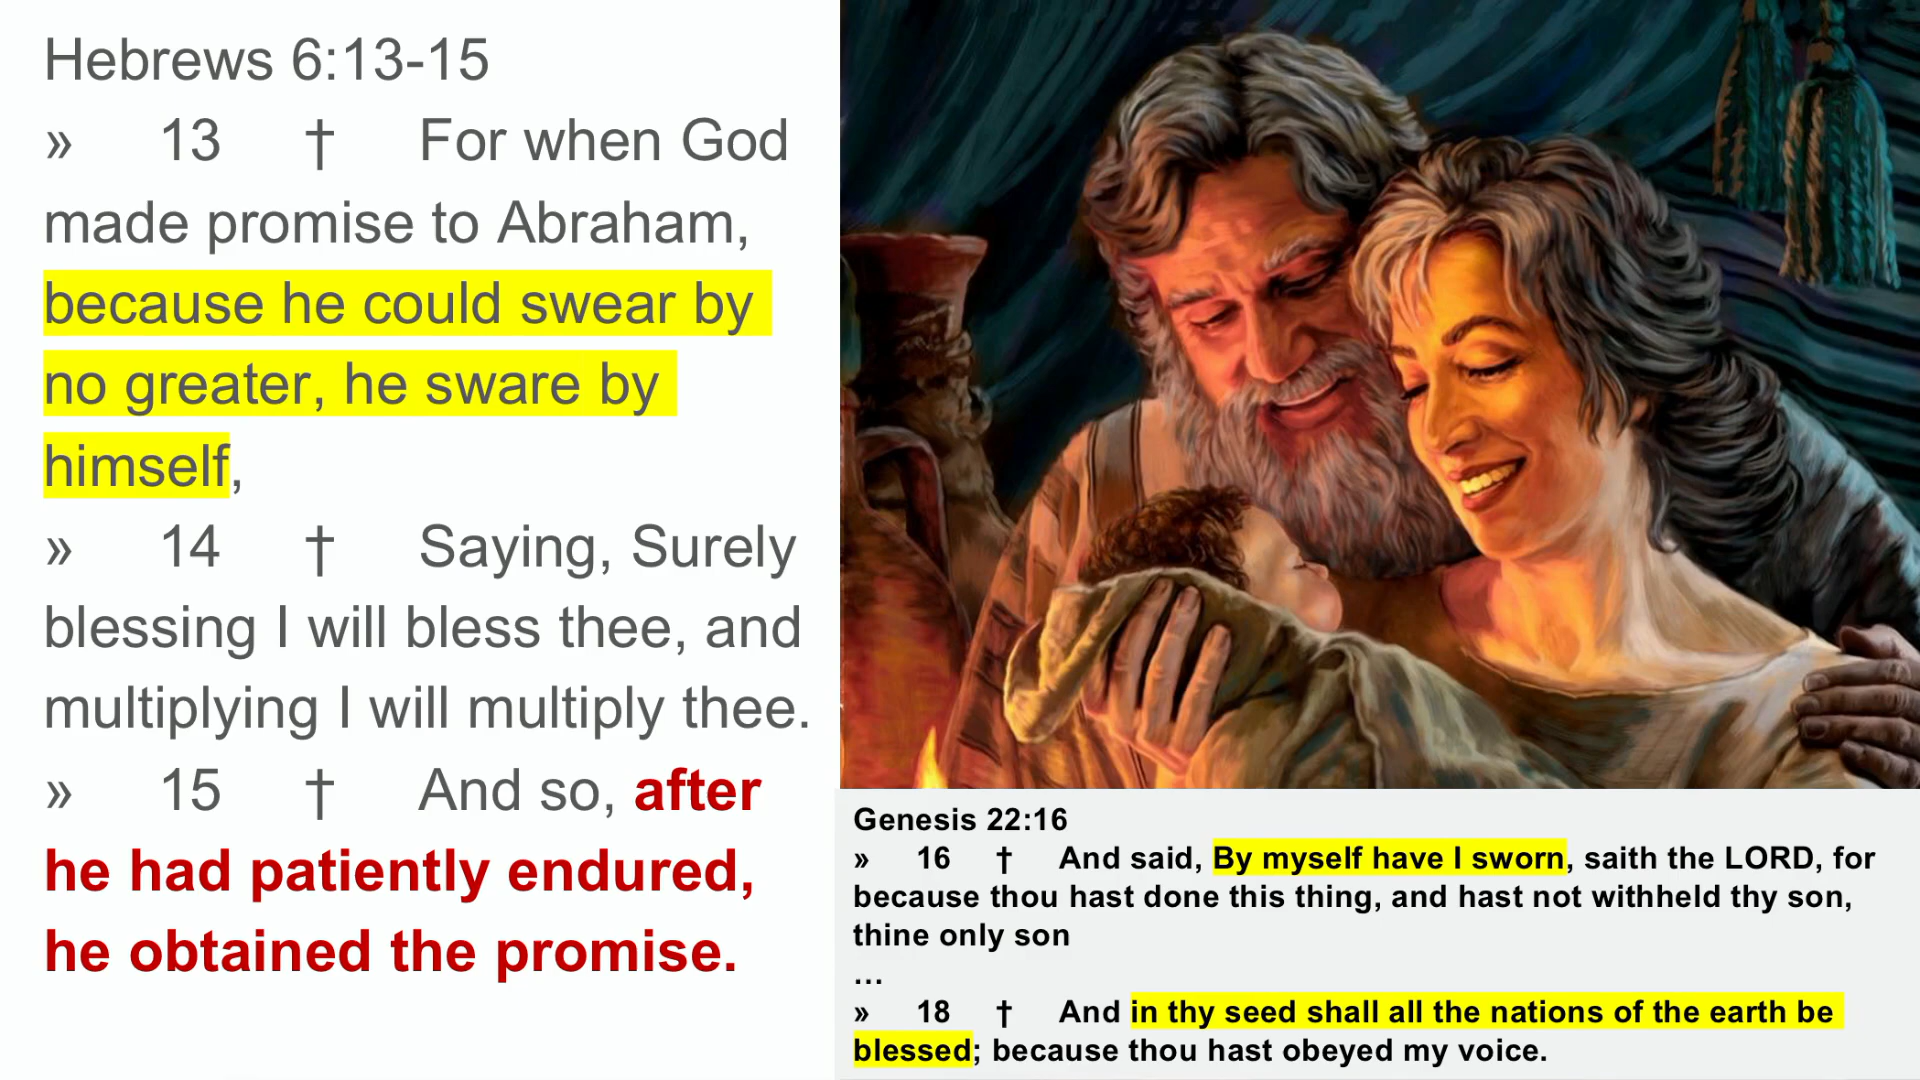 Hebrews 6:13-15
» 13 † For when God
made promise to Abraham,
because he could swear by
no greater, he sware by
himself,
» 14 † Saying, Surely
blessing I will bless thee, and
multiplying I will multiply thee.
» 15 † And so, after
he had patiently endured,
he obtained the promise.
Genesis 22:16
» 16 † And said, By myself have I sworn, saith the LORD, for
because thou hast done this thing, and hast not withheld thy son,
thine only son
…
» 18 † And in thy seed shall all the nations of the earth be
blessed; because thou hast obeyed my voice.